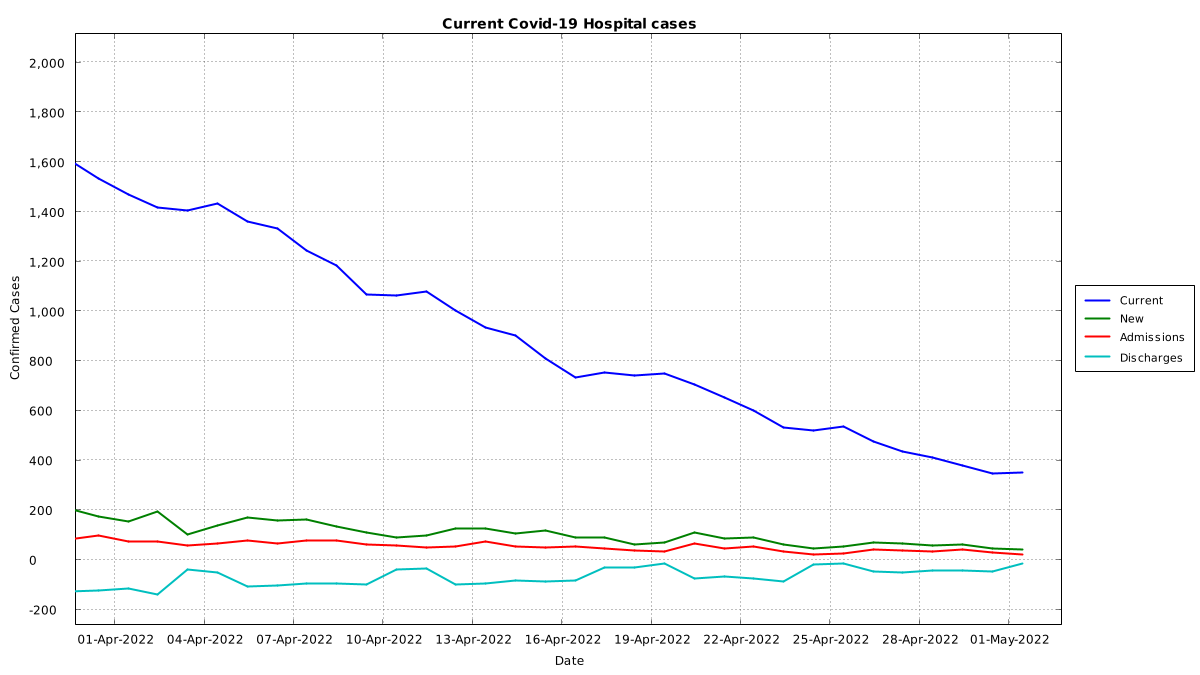 Current Covid-19 Hospital cases
2,000
1,800
1,600
1,400
1,200
1,000
800
600
400
200
0
-200
Confirmed Cases
01-Apr-2022 04-Apr-2022 07-Apr-2022 10-Apr-2022 13-Apr-2022 16-Apr-2022 19-Apr-2022 22-Apr-2022 25-Apr-2022 28-Apr-2022 01-May-2022
Date
Current
New
Admissions
Discharges